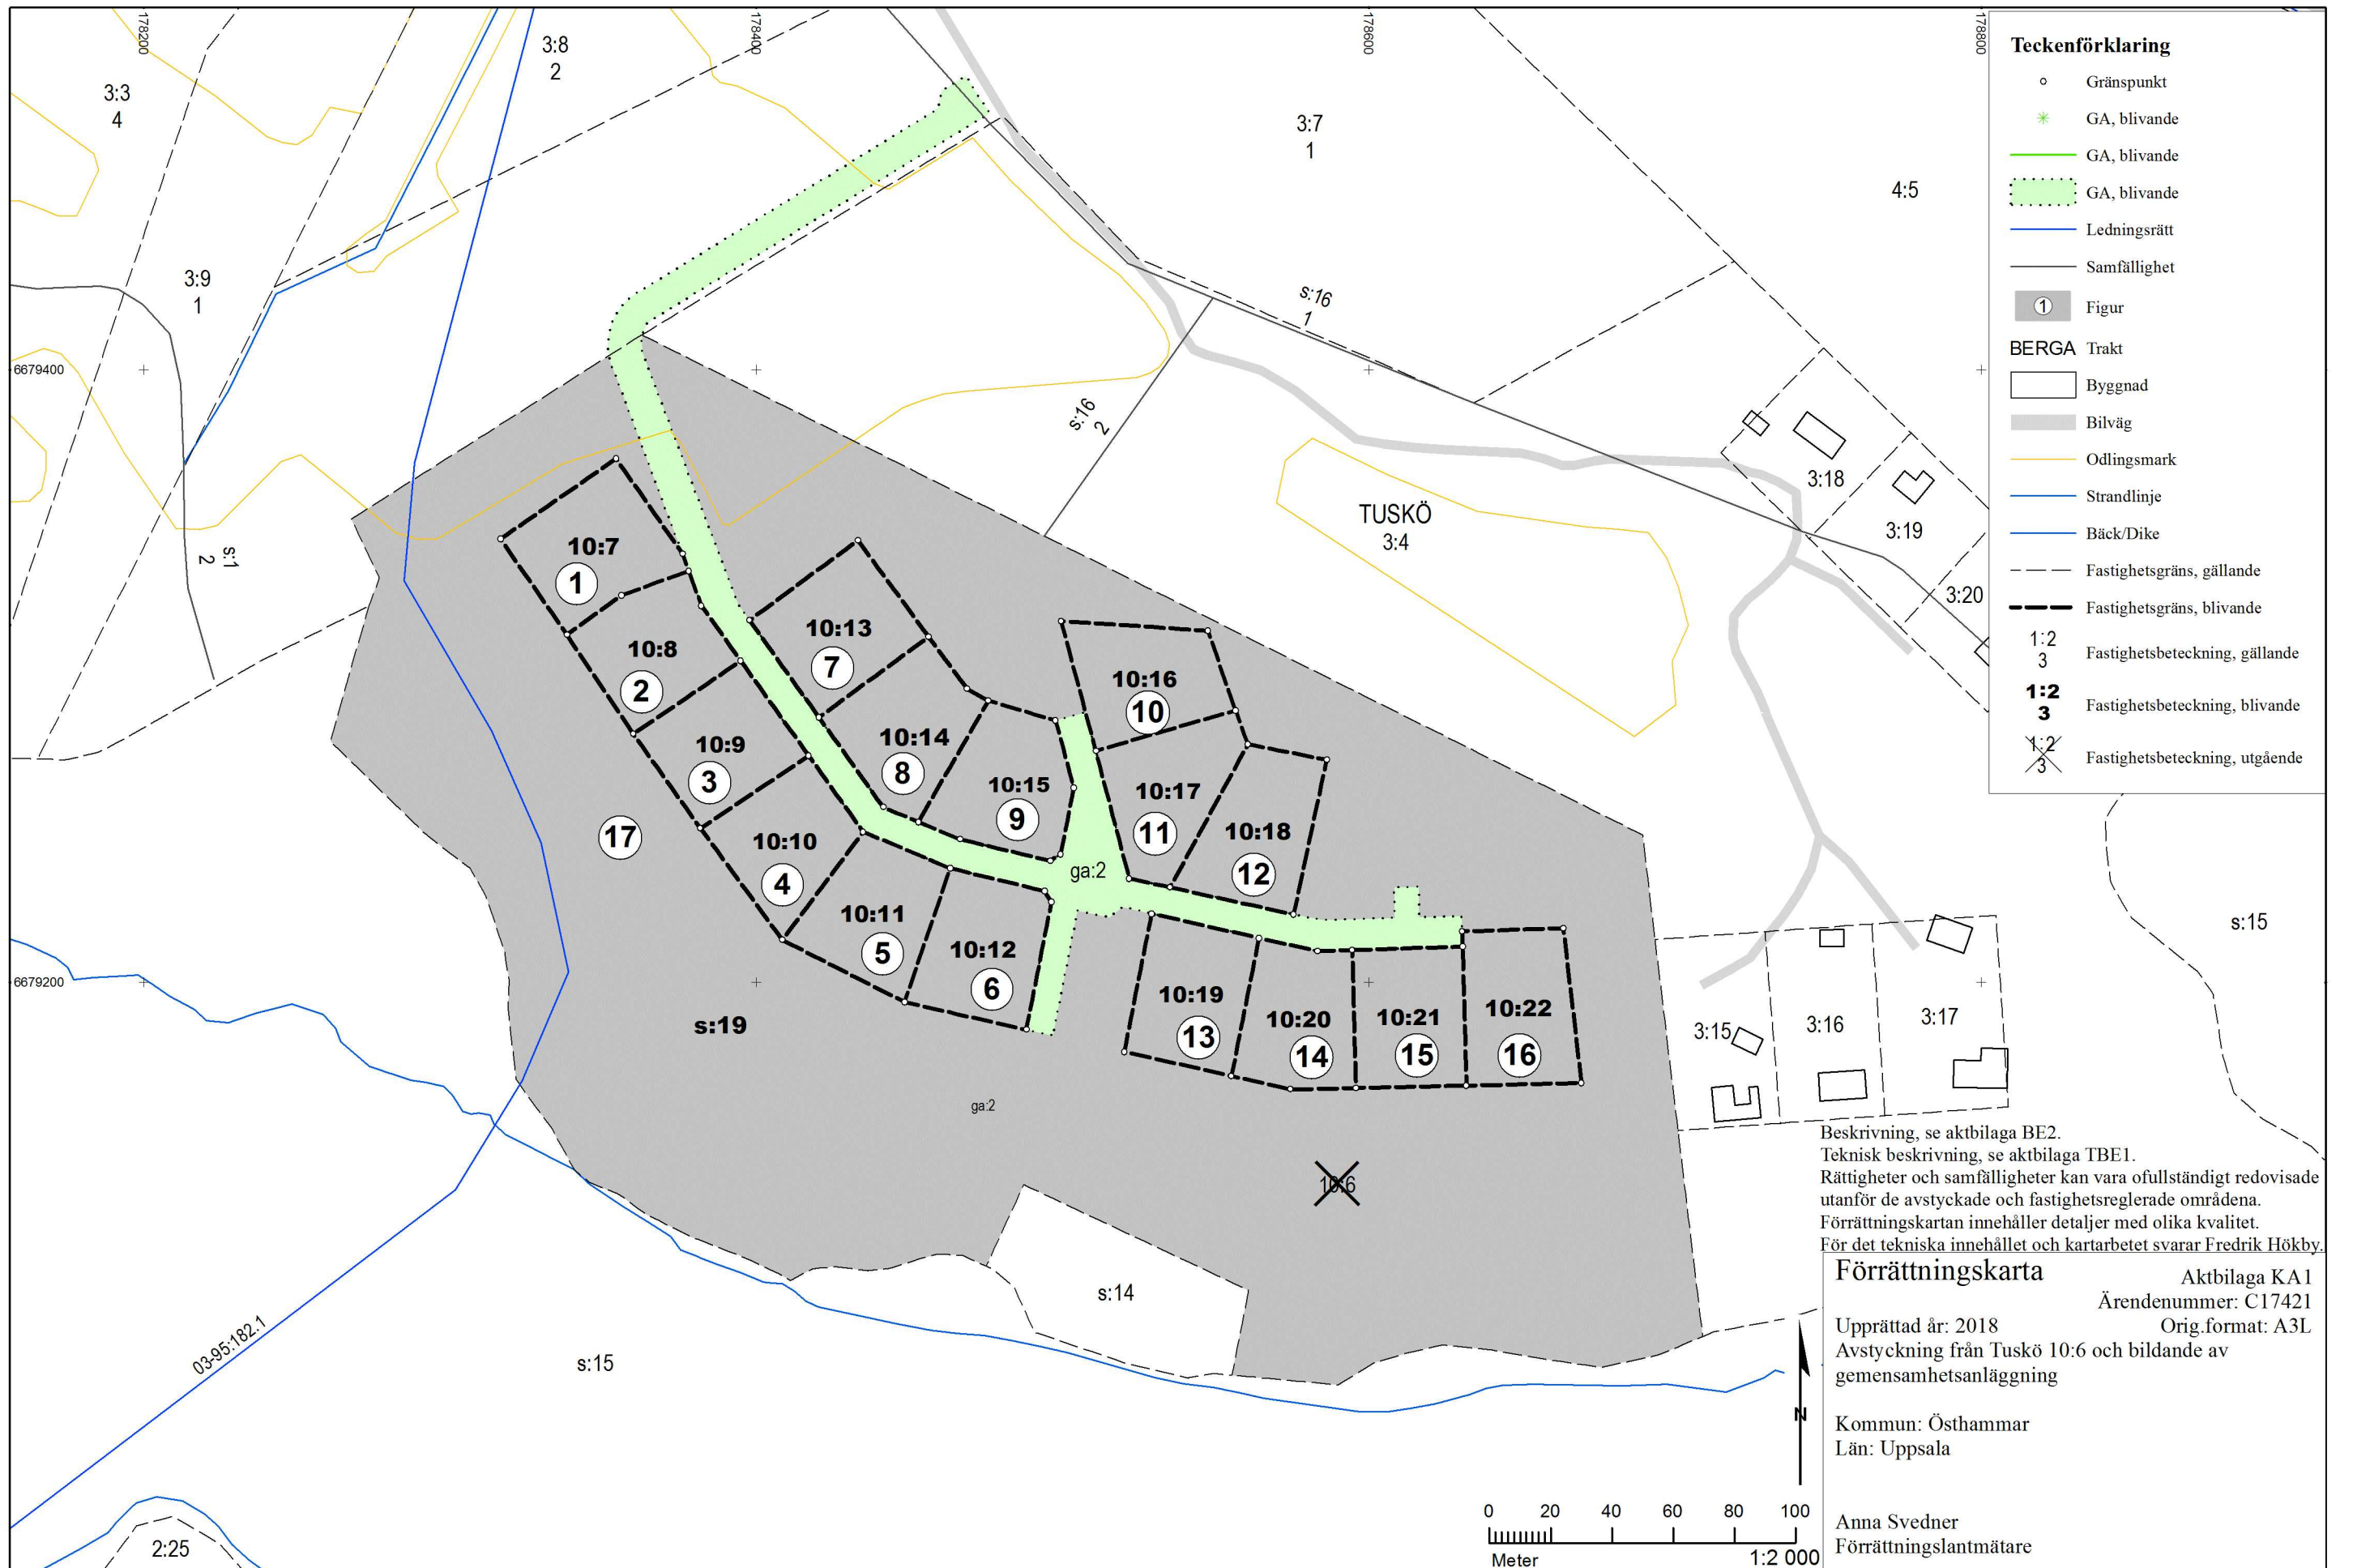 178200
178400
178600
178800
3:3
4
3:8
2
3:9
1
3:7
1
4:5
s:16
1
s:16
2
6679400
s:1
2
TUSKÖ
3:4
3:18
3:19
3:20
10:7
1
10:8
2
10:9
3
10:10
4
10:11
5
10:12
6
10:13
7
10:14
8
10:15
9
10:16
10
10:17
11
10:18
12
10:19
13
10:20
14
10:21
15
10:22
16
17
ga:2
s:19
ga:2
10:6
6679200
s:14
s:15
s:15
3:15
3:16
3:17
03-95:182.1
2:25
Teckenförklaring
Gränspunkt
GA, blivande
GA, blivande
GA, blivande
Ledningsrätt
Samfällighet
1 Figur
BERGA Trakt
Byggnad
Bilväg
Odlingsmark
Strandlinje
Bäck/Dike
Fastighetsgräns, gällande
Fastighetsgräns, blivande
1:2
3 Fastighetsbeteckning, gällande
1:2
3 Fastighetsbeteckning, blivande
1:2
3 Fastighetsbeteckning, utgående
Beskrivning, se aktbilaga BE2.
Teknisk beskrivning, se aktbilaga TBE1.
Rättigheter och samfälligheter kan vara ofullständigt redovisade
utanför de avstyckade och fastighetsreglerade områdena.
Förrättningskartan innehåller detaljer med olika kvalitet.
För det tekniska innehållet och kartarbetet svarar Fredrik Hökby.
Förrättningskarta
Aktbilaga KA1
Ärendenummer: C17421
Upprättad år: 2018 Orig.format: A3L
Avstyckning från Tuskö 10:6 och bildande av
gemensamhetsanläggning
Kommun: Östhammar
Län: Uppsala
Anna Svedner
Förrättningslantmätare
N
0 20 40 60 80 100
Meter 1:2 000